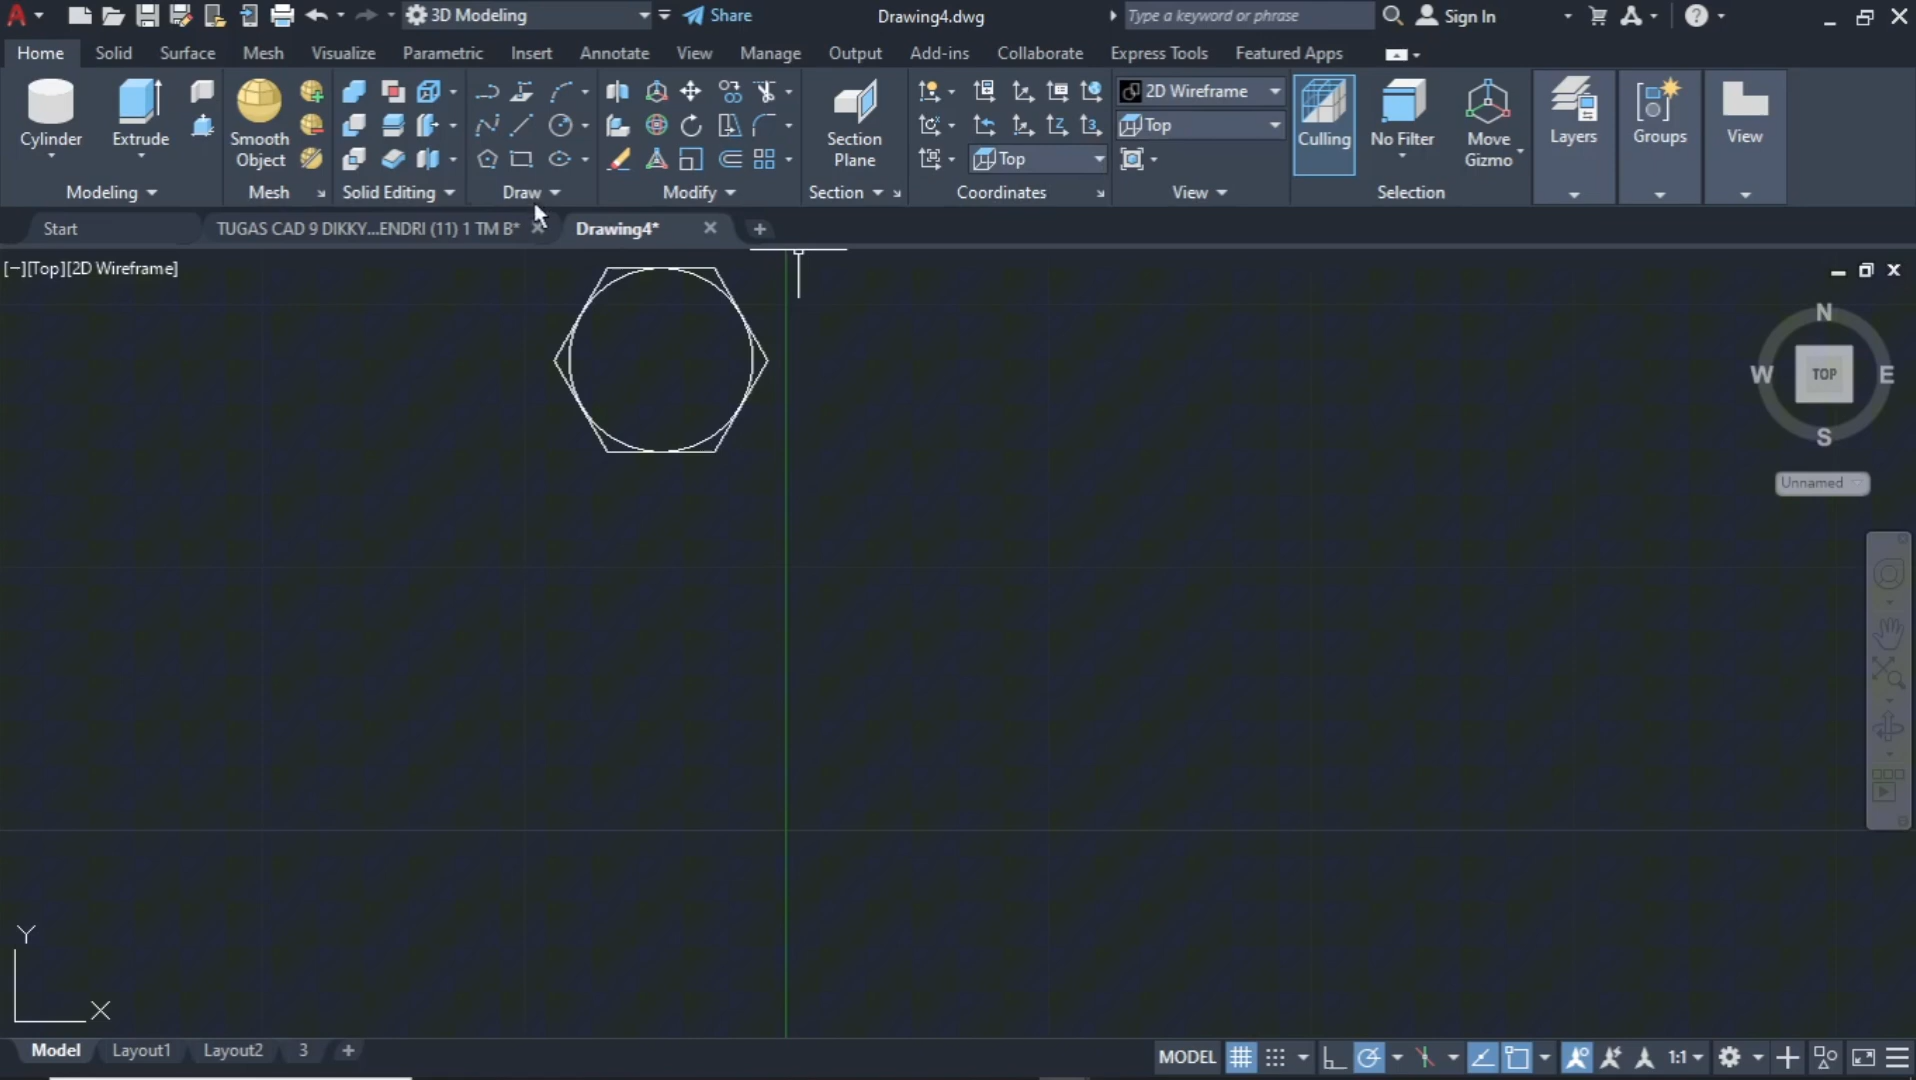 3D Modeling Share Drawing4.dwg Type a keyword or phrase Sign In
Home Solid Surface Mesh Visualize Parametric Insert Annotate View Manage Output Add-ins Collaborate Express Tools Featured Apps
Cylinder
Extrude
Smooth
Object
Section
Plane
2D Wireframe
Top
Top
Culling
No Filter
Move
Gizmo
Layers
Groups
View
Modeling Mesh Solid Editing Draw Modify Section Coordinates View Selection
Start TUGAS CAD 9 DIKKY...ENDRI (11) 1 TM B* Drawing4*
[−][Top][2D Wireframe]
N
W TOP E
S
Unnamed
Y
X
Model Layout1 Layout2 3 MODEL 1:1